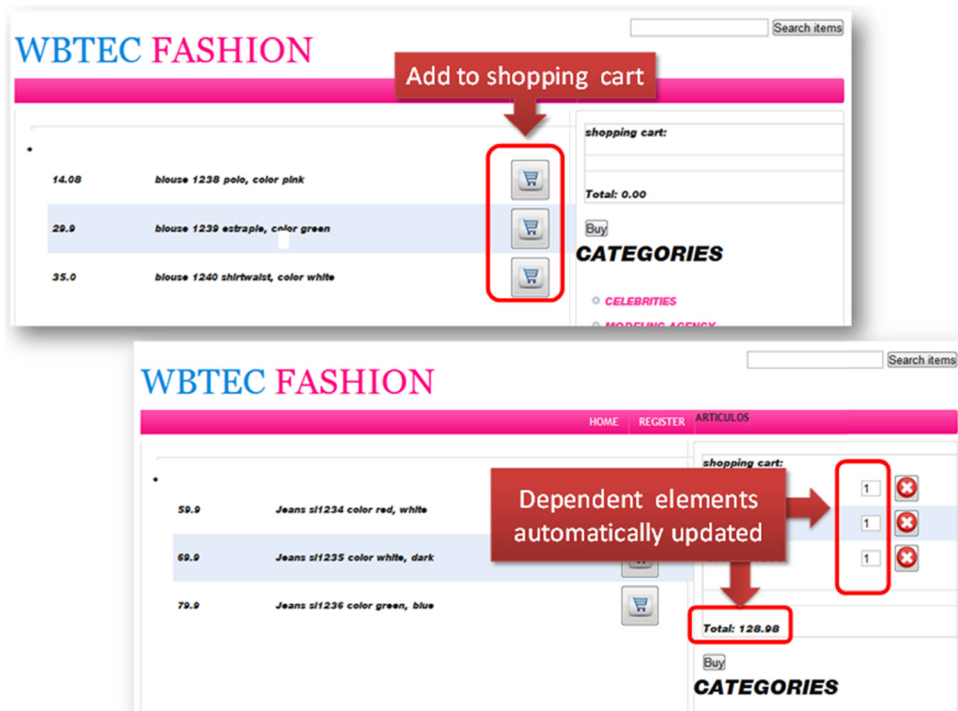 WBTEC FASHION
Search items
Add to shopping cart
shopping cart:
14.08 blouse 1238 polo, color pink
29.9 blouse 1239 estraple, color green
35.0 blouse 1240 shirtwaist, color white
Total: 0.00
Buy
CATEGORIES
CELEBRITIES
MODELING AGENCY
WBTEC FASHION
Search items
HOME REGISTER ARTICULOS
shopping cart:
59.9 Jeans sl1234 color red, white
69.9 Jeans sl1235 color white, dark
79.9 Jeans sl1236 color green, blue
Dependent elements
automatically updated
1
1
1
Total: 128.98
Buy
CATEGORIES